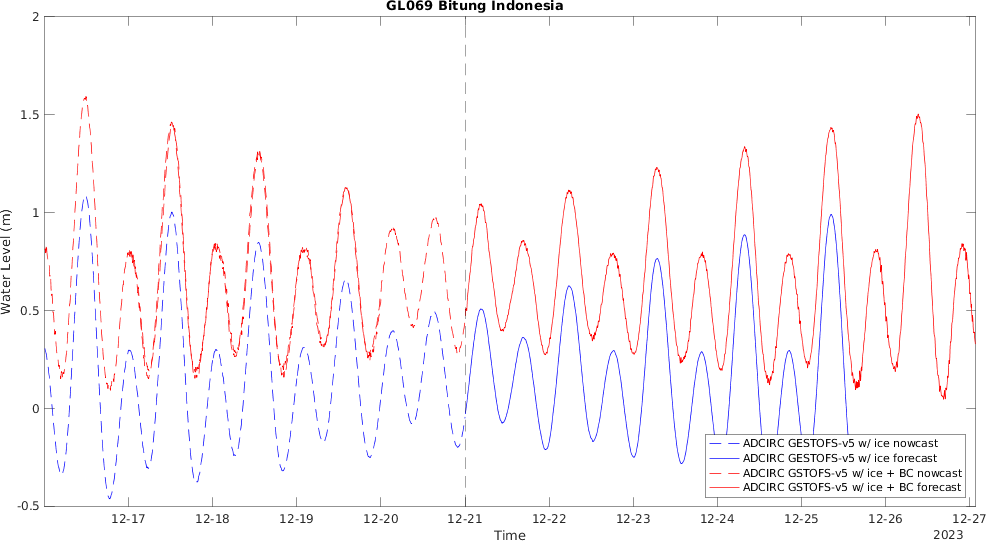 GL069 Bitung Indonesia
Water Level (m)
2
1.5
1
0.5
0
-0.5
ADCIRC GESTOFS-v5 w/ ice nowcast
ADCIRC GESTOFS-v5 w/ ice forecast
ADCIRC GSTOFS-v5 w/ ice + BC nowcast
ADCIRC GSTOFS-v5 w/ ice + BC forecast
12-17 12-18 12-19 12-20 12-21 12-22 12-23 12-24 12-25 12-26 12-27
Time
2023